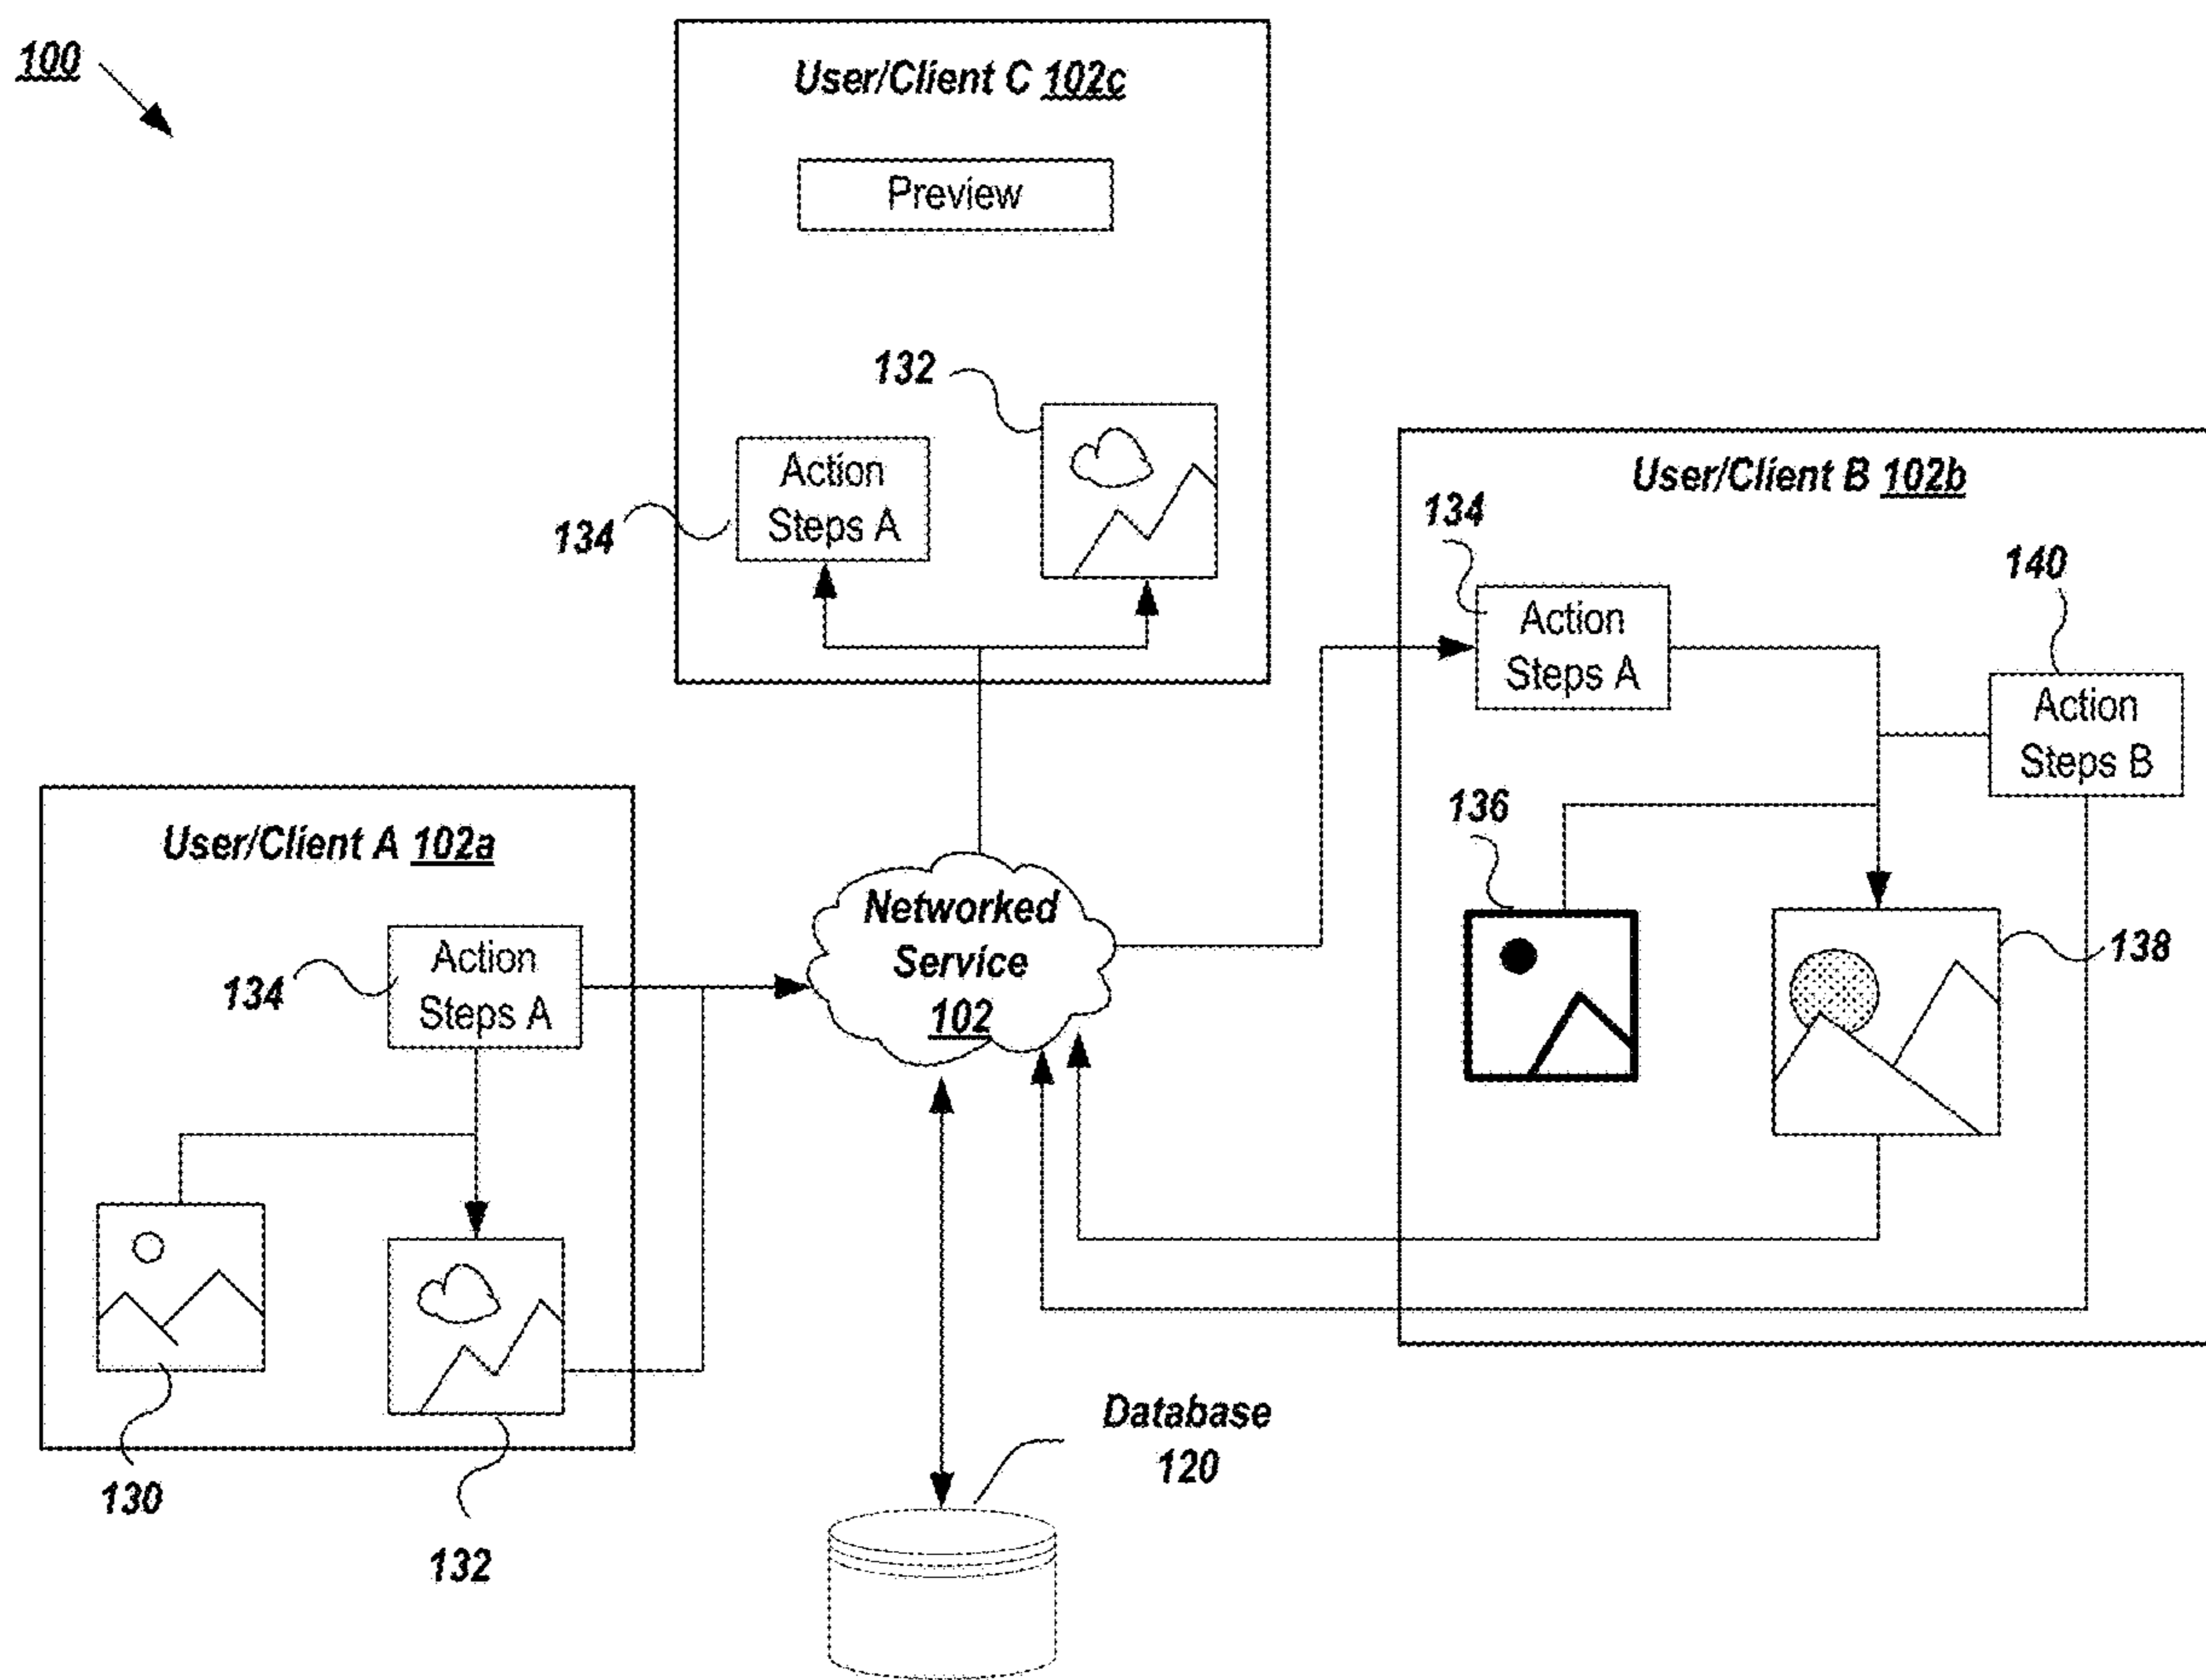 100
User/Client C 102c
Preview
132
Action
Steps A
134
User/Client B 102b
134
Action
Steps A
140
Action
Steps B
136
138
User/Client A 102a
Action
Steps A
134
130
132
Networked
Service
102
Database
120